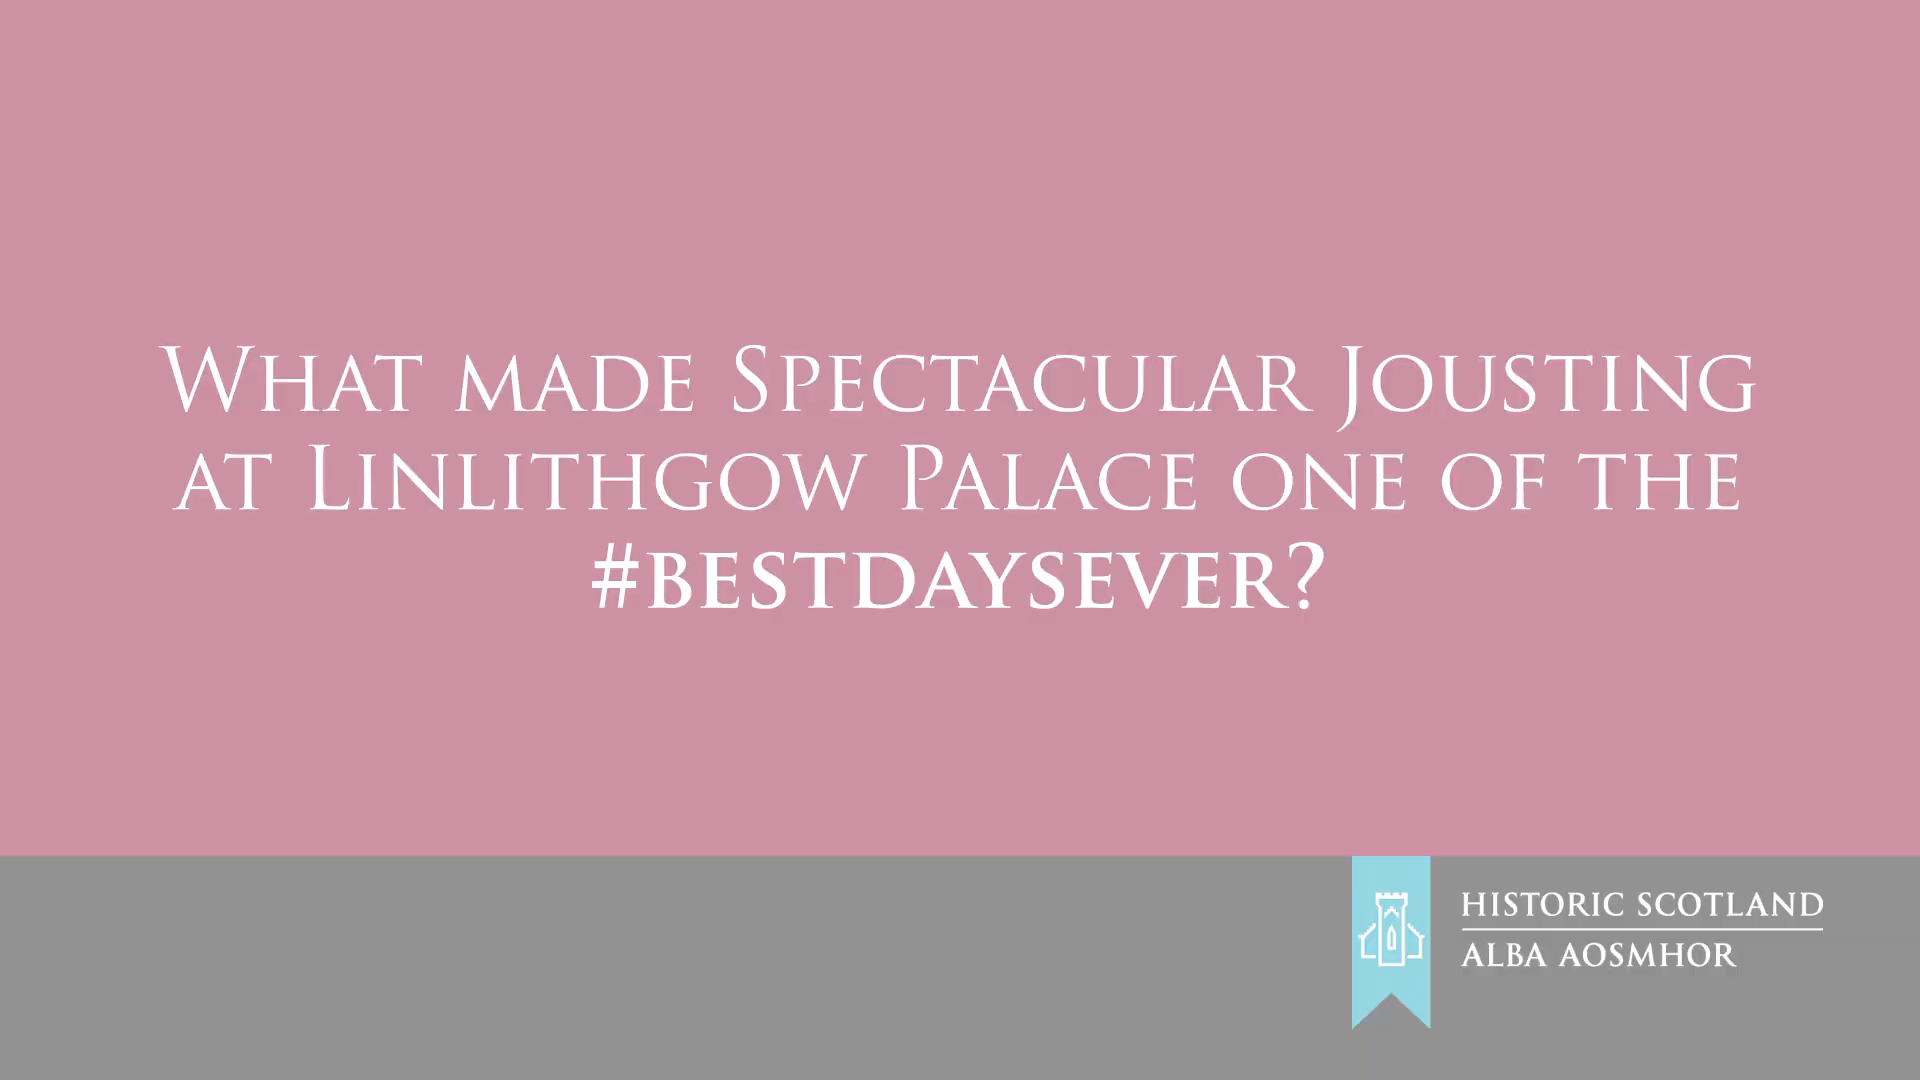 What made Spectacular Jousting
at Linlithgow Palace one of the
#bestdaysever?
HISTORIC SCOTLAND
ALBA AOSMHOR